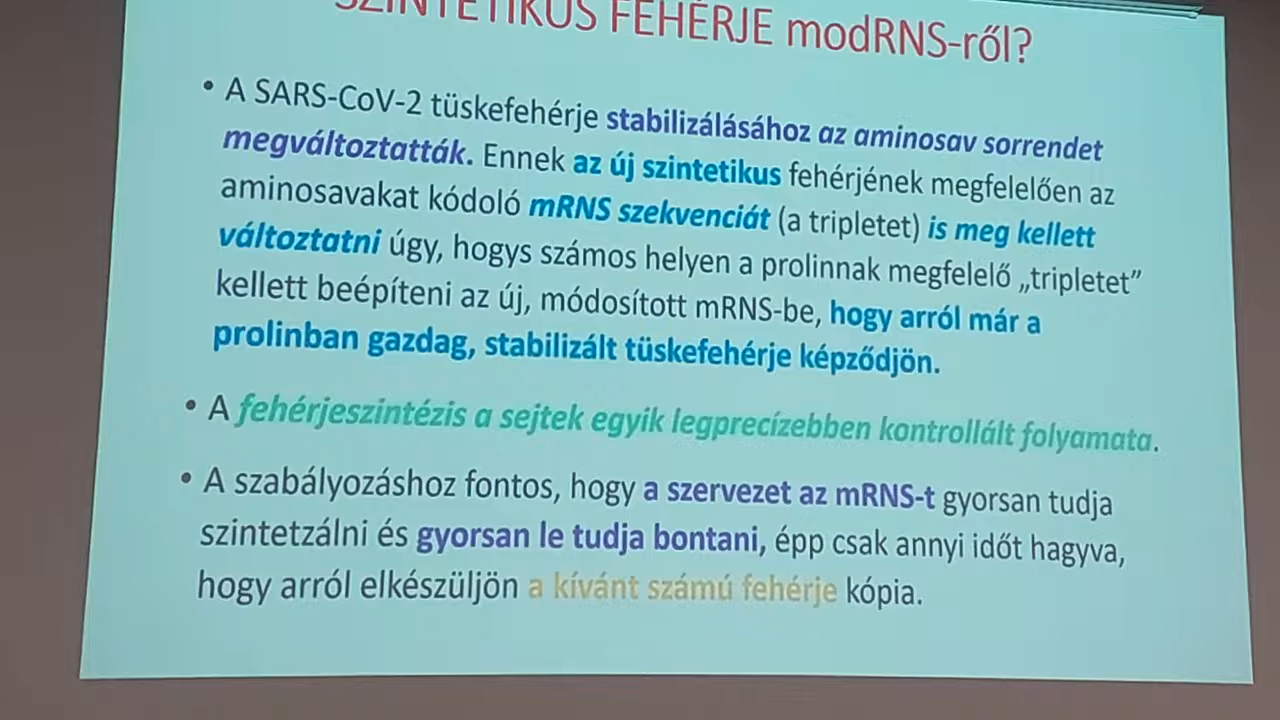 SZINTETIKUS FEHÉRJE modRNS-ről?
• A SARS-CoV-2 tüskefehérje stabilizálásához az aminosav sorrendet
megváltoztatták. Ennek az új szintetikus fehérjének megfelelően az
aminosavakat kódoló mRNS szekvenciát (a tripletet) is meg kellett
változtatni úgy, hogys számos helyen a prolinnak megfelelő „tripletet”
kellett beépíteni az új, módosított mRNS-be, hogy arról már a
prolinban gazdag, stabilizált tüskefehérje képződjön.
• A fehérjeszintézis a sejtek egyik legprecízebben kontrollált folyamata.
• A szabályozáshoz fontos, hogy a szervezet az mRNS-t gyorsan tudja
szintetzálni és gyorsan le tudja bontani, épp csak annyi időt hagyva,
hogy arról elkészüljön a kívánt számú fehérje kópia.